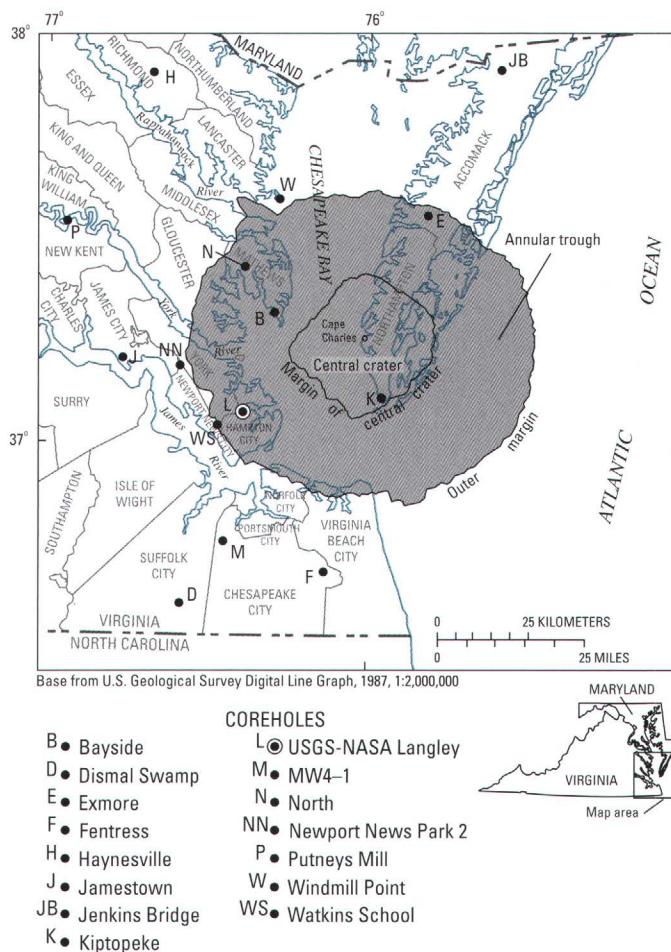 77°
76°
38°
MARYLAND
JB
RICHMOND
NORTHUMBERLAND
H
ESSEX
LANCASTER
Rappahannock
River
ACCOMACK
KING AND QUEEN
CHESAPEAKE BAY
KING
WILLIAM
MIDDLESEX
W
E
P
NEW KENT
GLOUCESTER
N
Annular trough
OCEAN
JAMES CITY
CHARLES
CITY
York
River
B
NORTHAMPTON
Cape
Charles
Central crater
Margin of
central crater
J
NN
YORK
NEWPORT NEWS CITY
L
K
SURRY
James
River
WS
HAMPTON
CITY
37°
Outer
margin
ATLANTIC
ISLE OF
WIGHT
SOUTHAMPTON
NORFOLK
CITY
PORTSMOUTH
CITY
VIRGINIA
BEACH
CITY
M
SUFFOLK
CITY
F
D
CHESAPEAKE
CITY
VIRGINIA
NORTH CAROLINA
0 25 KILOMETERS
0 25 MILES
Base from U.S. Geological Survey Digital Line Graph, 1987, 1:2,000,000
MARYLAND
VIRGINIA
Map area
COREHOLES
B Bayside
D Dismal Swamp
E Exmore
F Fentress
H Haynesville
J Jamestown
JB Jenkins Bridge
K Kiptopeke
L USGS-NASA Langley
M MW4–1
N North
NN Newport News Park 2
P Putneys Mill
W Windmill Point
WS Watkins School